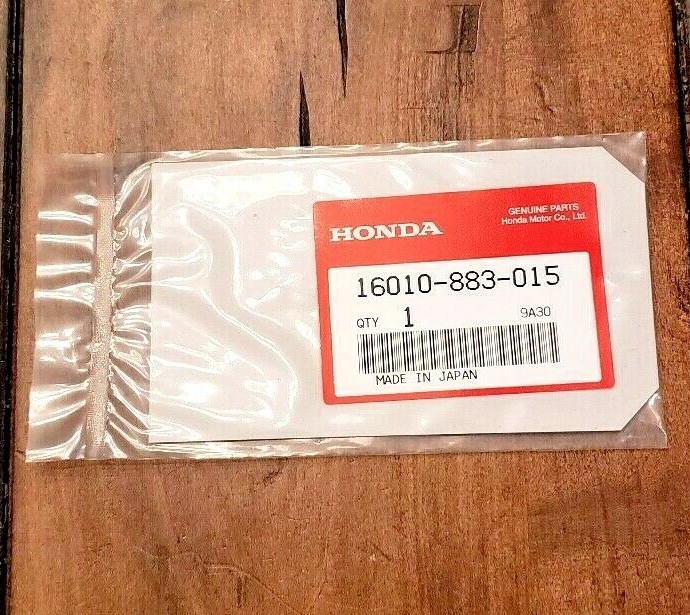 HONDA
GENUINE PARTS
Honda Motor Co., Ltd.
16010-883-015
QTY 1 9A30
MADE IN JAPAN